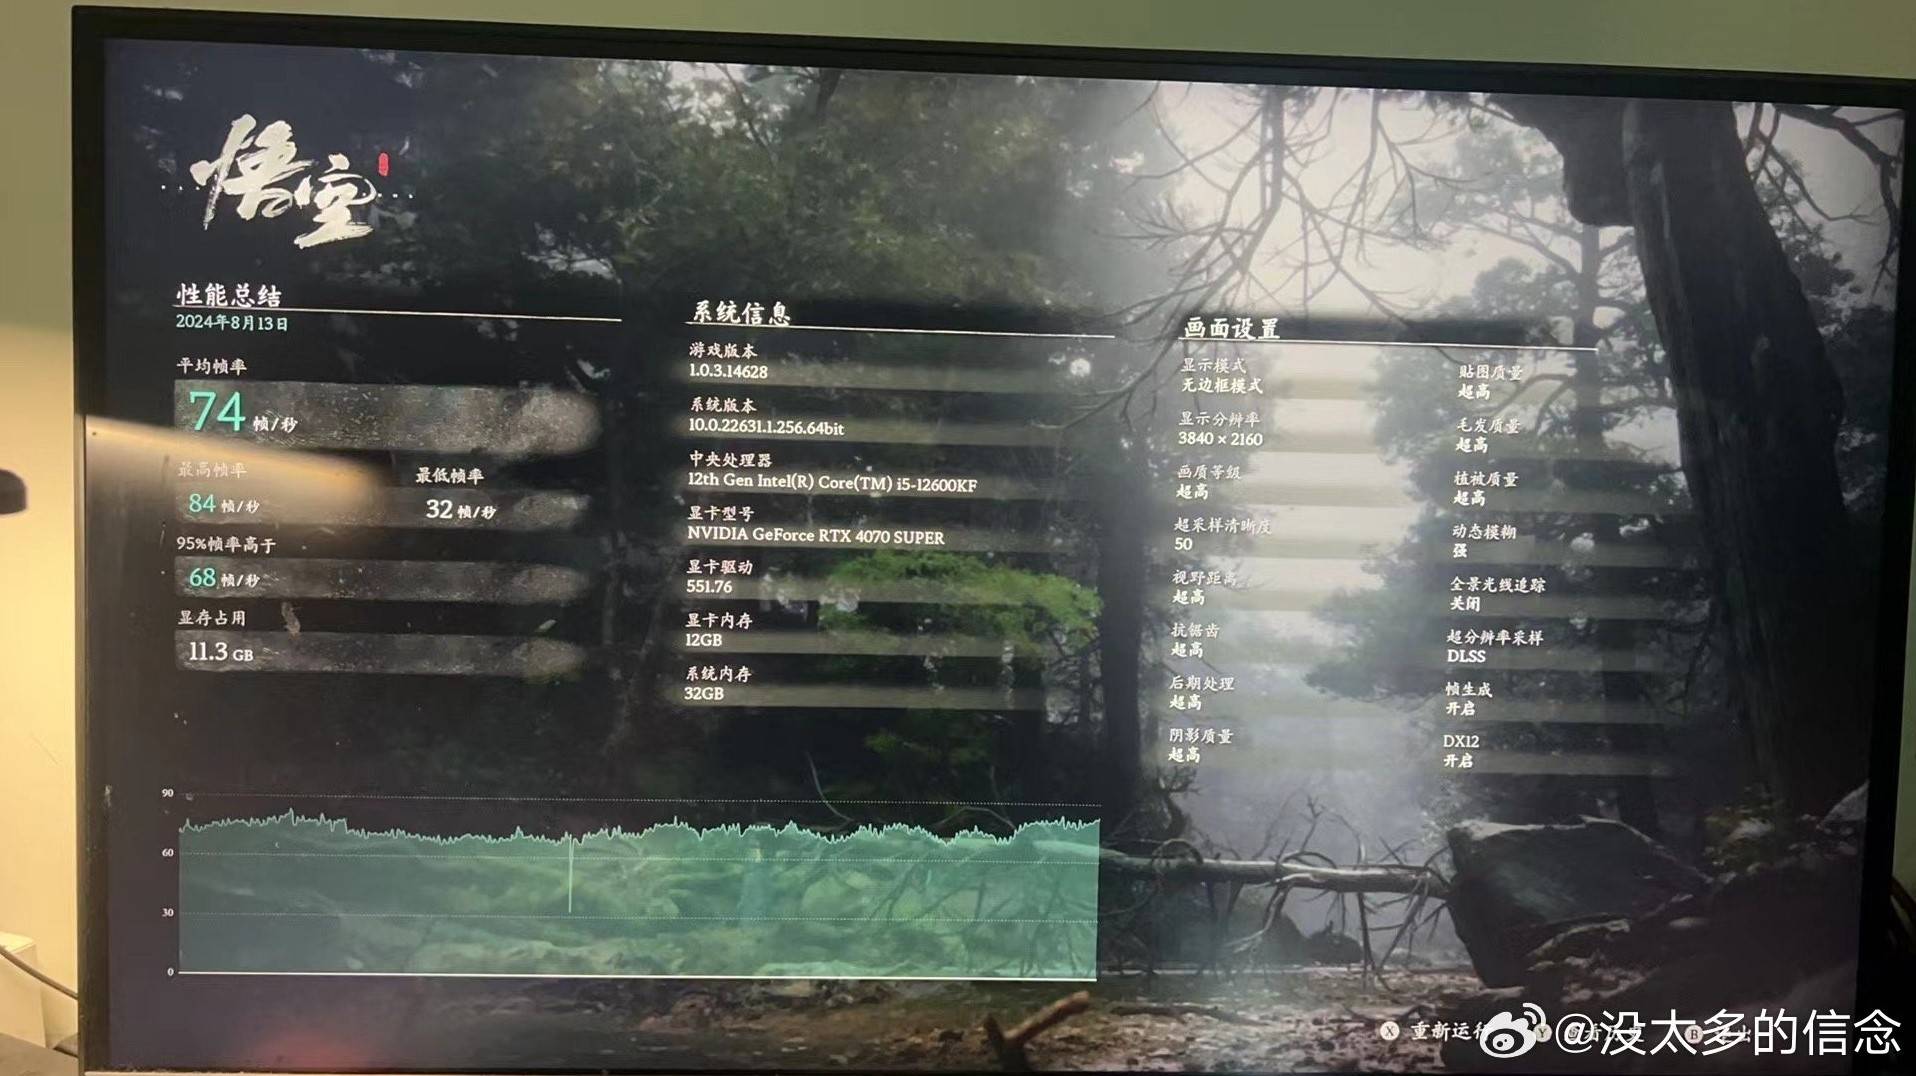 悟空
性能总结
2024年8月13日
平均帧率
74 帧/秒
最高帧率
84 帧/秒
最低帧率
32 帧/秒
95%帧率高于
68 帧/秒
显存占用
11.3 GB
系统信息
游戏版本
1.0.3.14628
系统版本
10.0.22631.1.256.64bit
中央处理器
12th Gen Intel(R) Core(TM) i5-12600KF
显卡型号
NVIDIA GeForce RTX 4070 SUPER
显卡驱动
551.76
显卡内存
12GB
系统内存
32GB
画面设置
显示模式
无边框模式
显示分辨率
3840 × 2160
画质等级
超高
超采样清晰度
50
视野距离
超高
抗锯齿
超高
后期处理
超高
阴影质量
超高
贴图质量
超高
毛发质量
超高
植被质量
超高
动态模糊
强
全景光线追踪
关闭
超分辨率采样
DLSS
帧生成
开启
DX12
开启
90
60
30
0
X 重新运行
Y
B
@没太多的信念